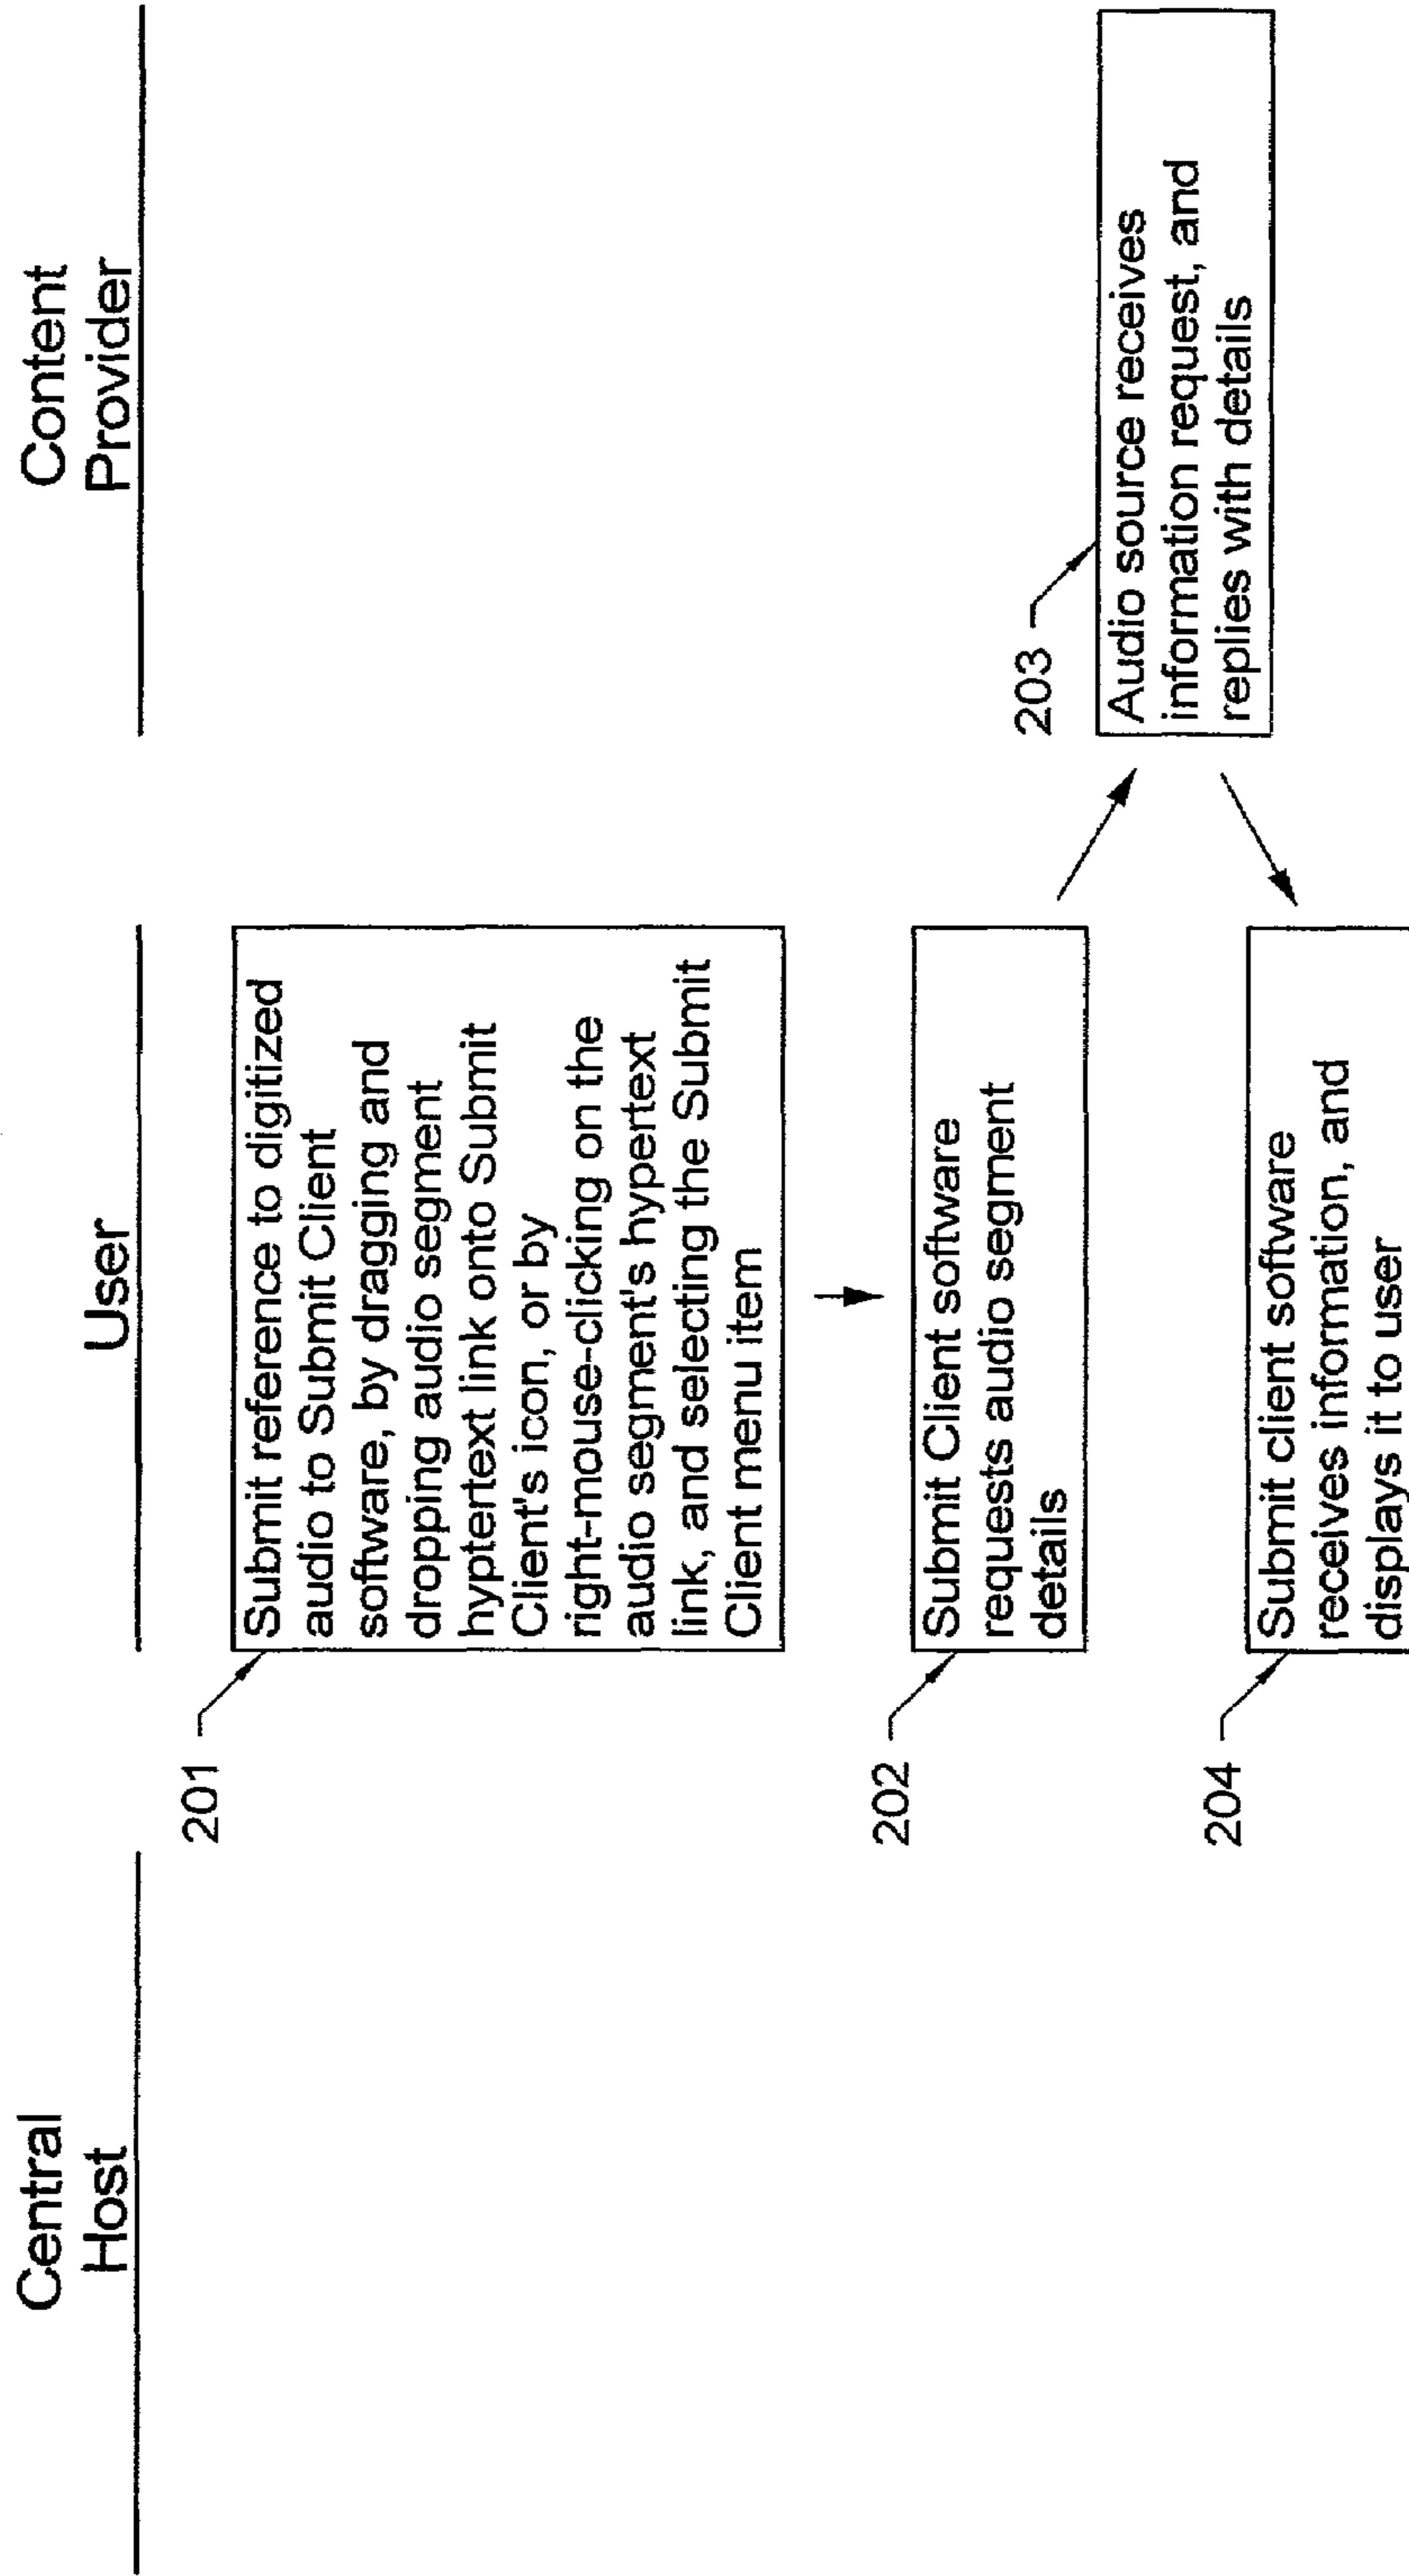 Central
Host
User
Content
Provider
201
Submit reference to digitized
audio to Submit Client
software, by dragging and
dropping audio segment
hyptertext link onto Submit
Client's icon, or by
right-mouse-clicking on the
audio segment's hypertext
link, and selecting the Submit
Client menu item
202
Submit Client software
requests audio segment
details
203
Audio source receives
information request, and
replies with details
204
Submit client software
receives information, and
displays it to user